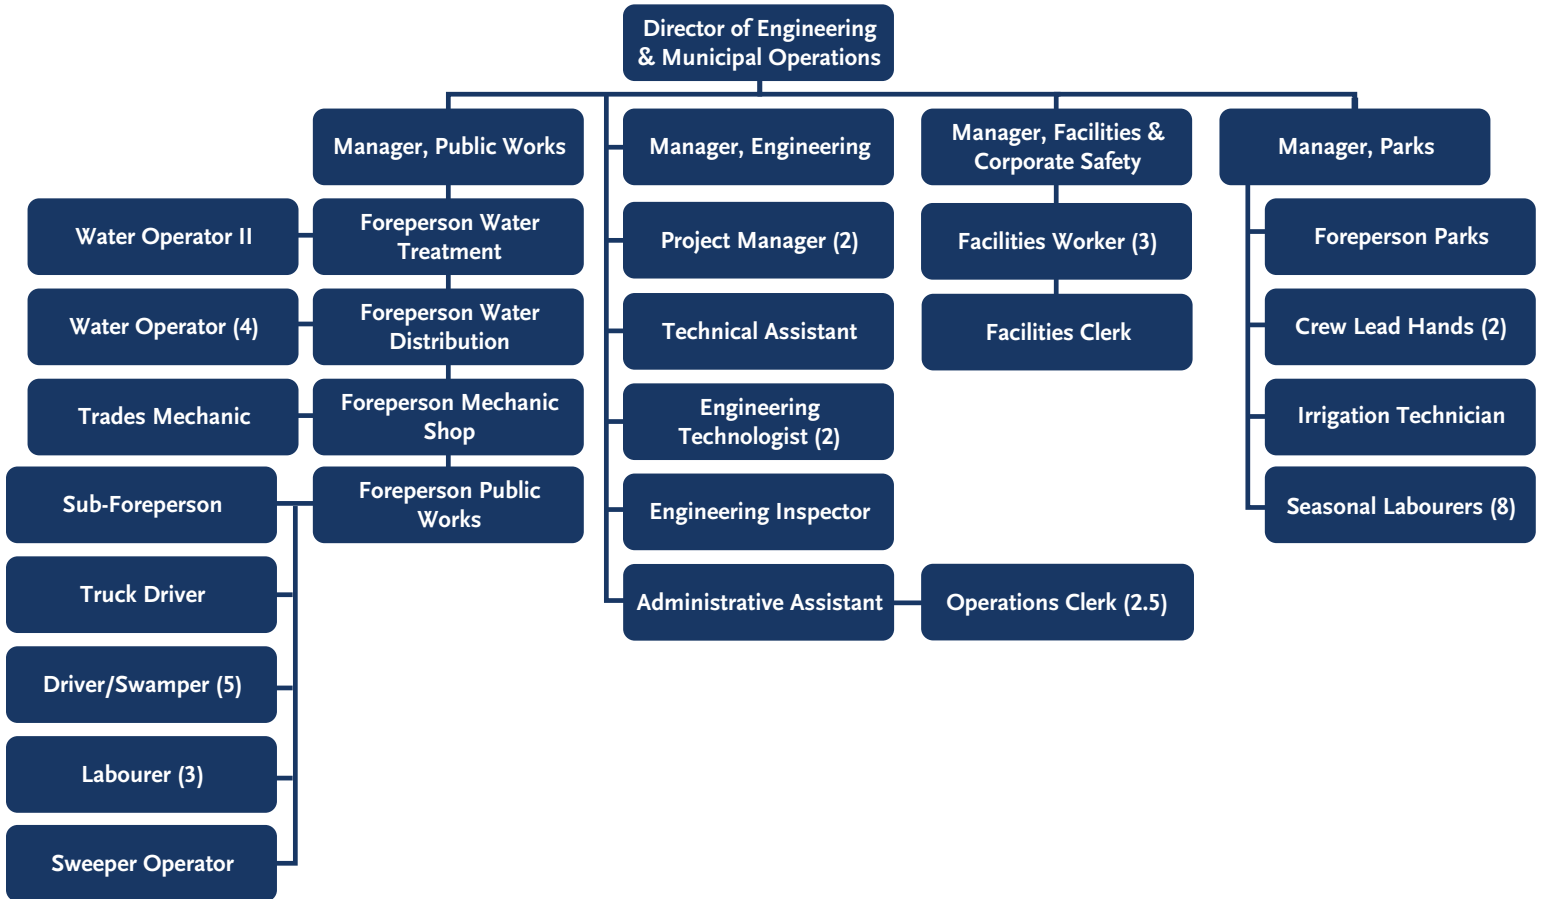 Director of Engineering
& Municipal Operations
Manager, Public Works
Manager, Engineering
Manager, Facilities &
Corporate Safety
Manager, Parks
Water Operator II
Foreperson Water
Treatment
Project Manager (2)
Facilities Worker (3)
Foreperson Parks
Water Operator (4)
Foreperson Water
Distribution
Technical Assistant
Facilities Clerk
Crew Lead Hands (2)
Trades Mechanic
Foreperson Mechanic
Shop
Engineering
Technologist (2)
Irrigation Technician
Sub-Foreperson
Foreperson Public
Works
Engineering Inspector
Seasonal Labourers (8)
Truck Driver
Administrative Assistant
Operations Clerk (2.5)
Driver/Swamper (5)
Labourer (3)
Sweeper Operator